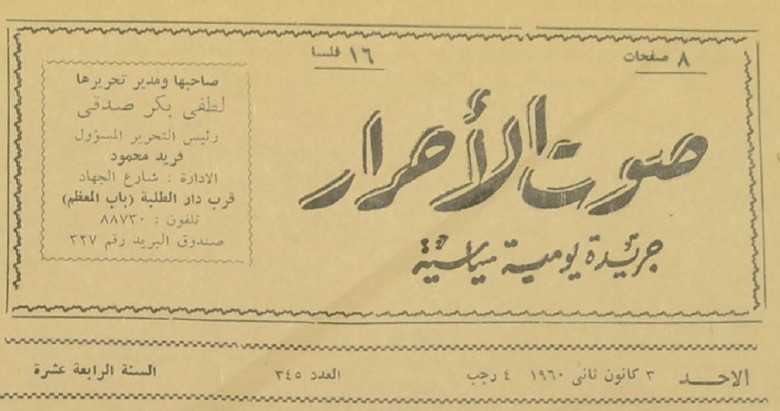 ٨ صفحات
١٦ فلسا
صوت الأحرار
جريدة يومية سياسية
صاحبها ومدير تحريرها
لطفي بكر صدقي
رئيس التحرير المسؤول
فريد محمود
الادارة : شارع الجهاد
قرب دار الطلبة (باب المعظم)
تلفون : ٨٨٧٣٠
صندوق البريد رقم ٣٢٧
الاحـــد ٣ كانون ثانى ١٩٦٠ ٤ رجب العدد ٣٤٥ السنة الرابعة عشرة